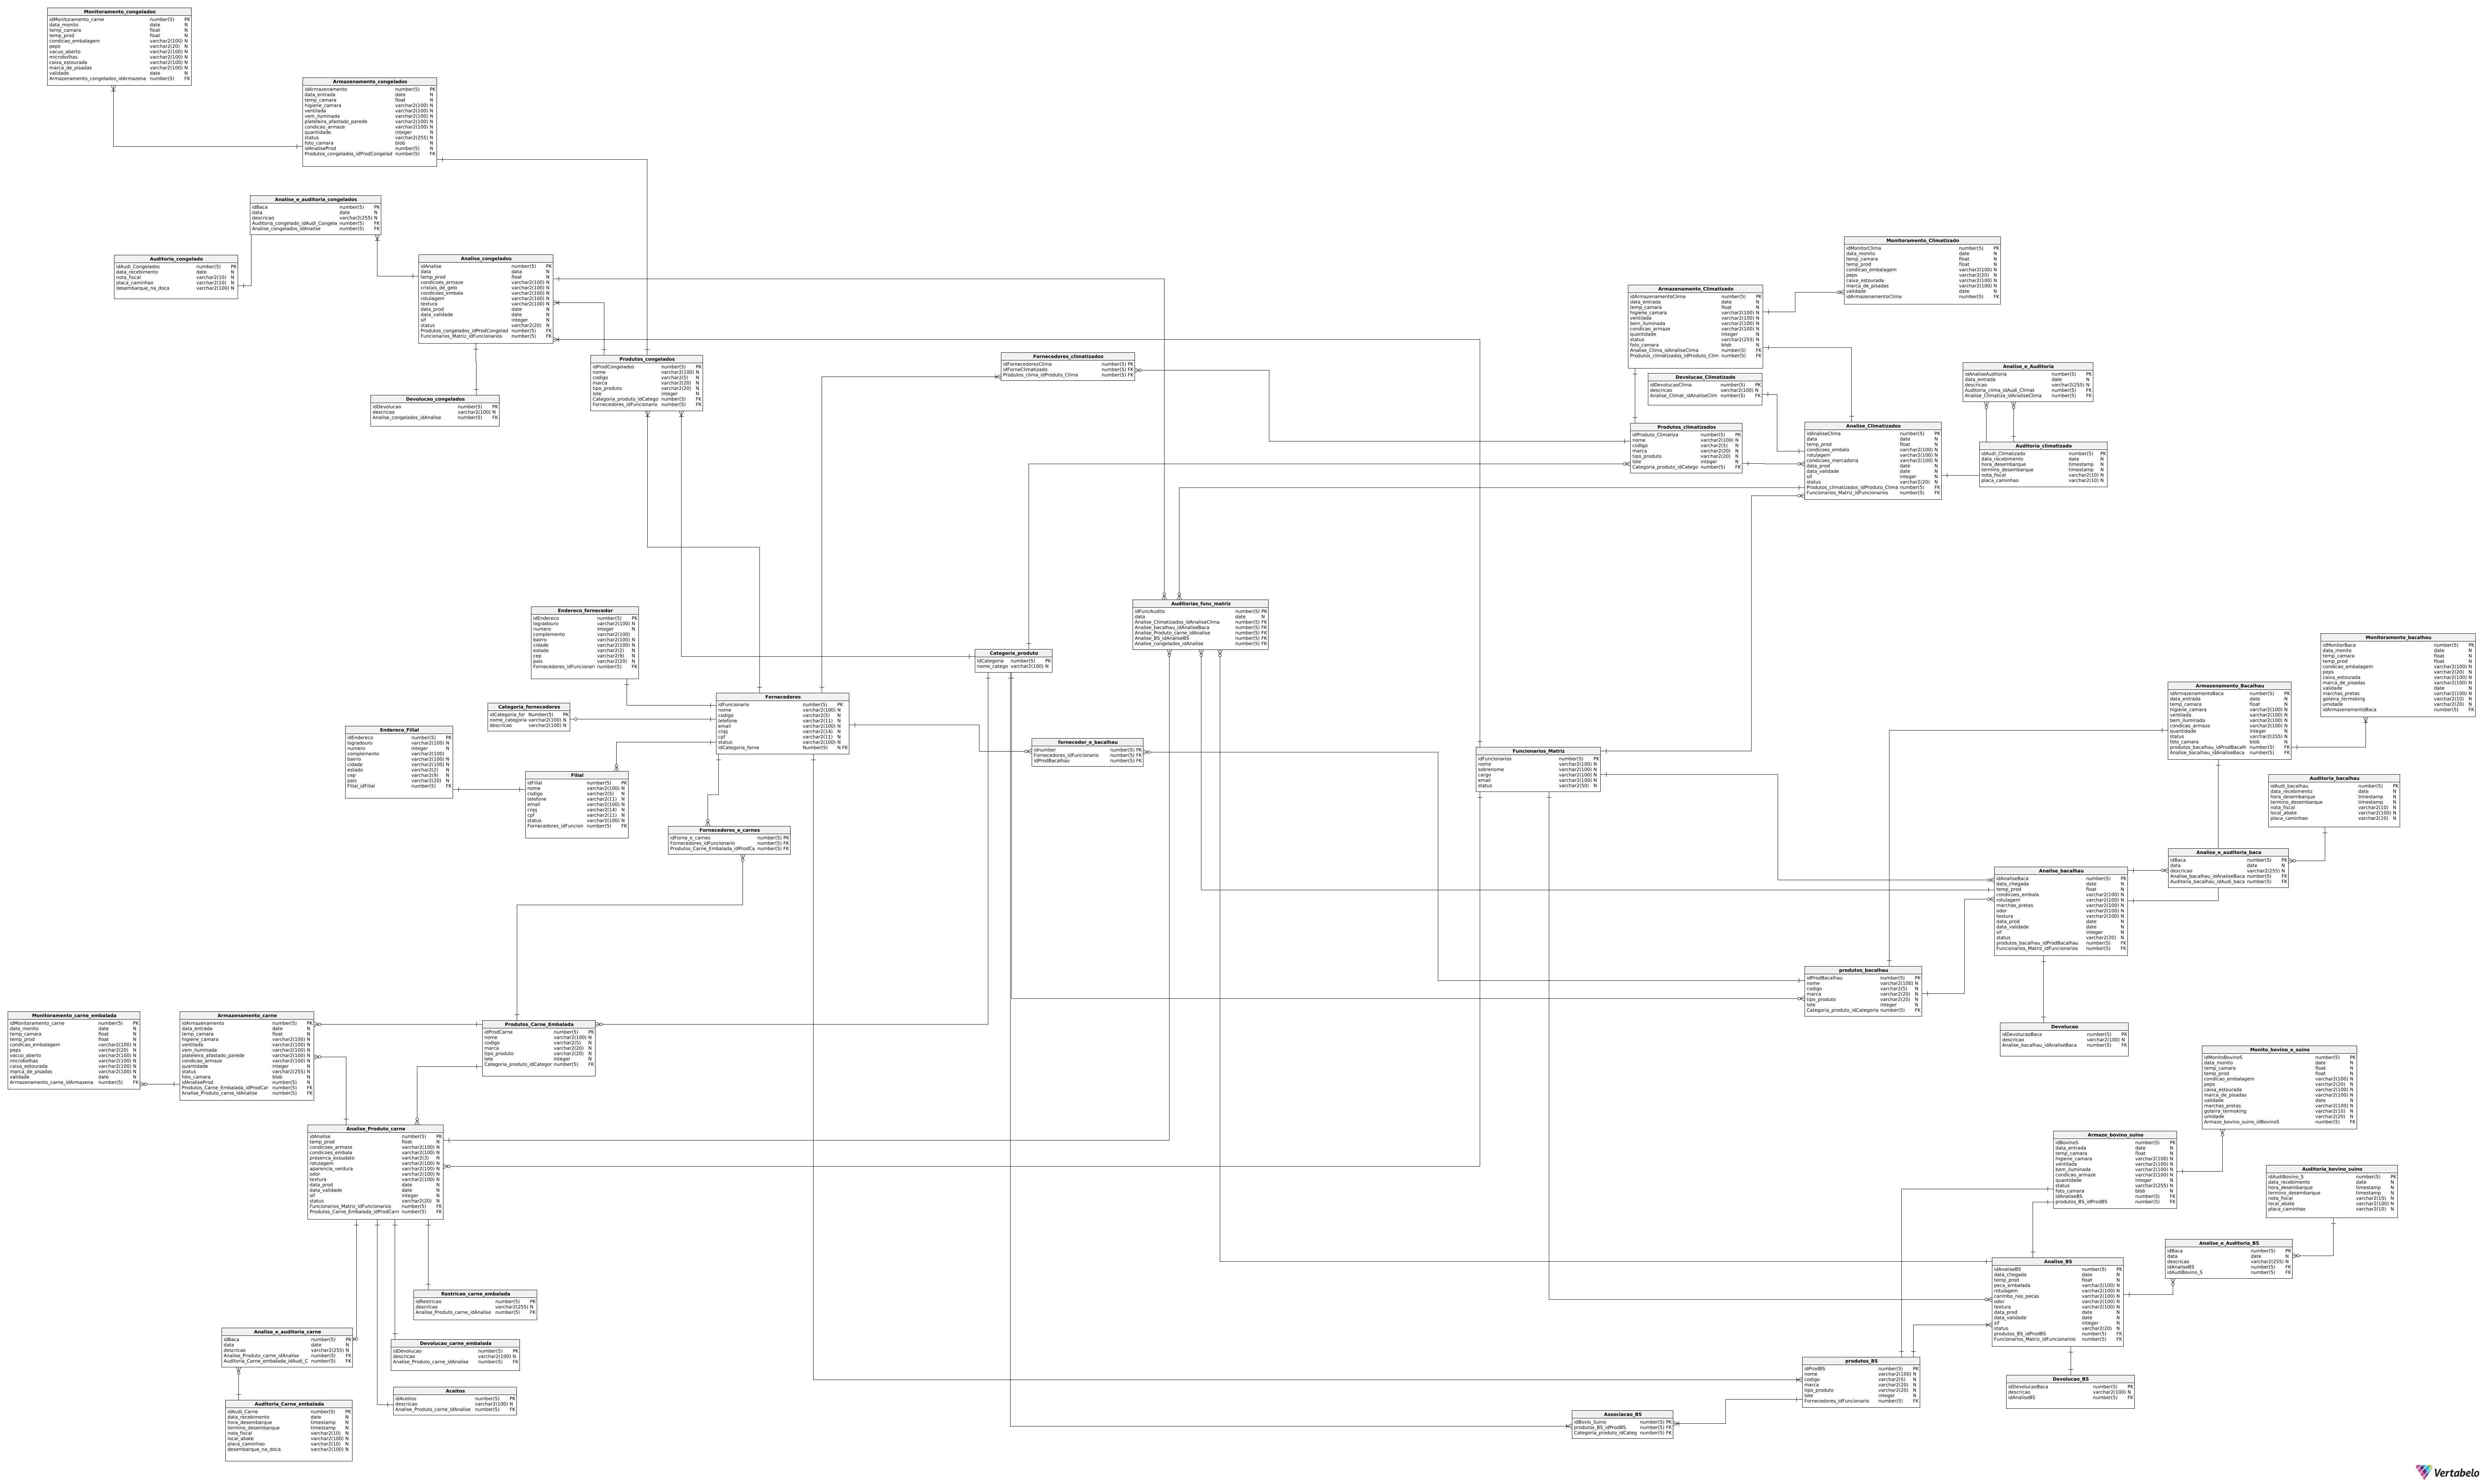 Monitoramento_congelados
idMonitoramento_carne number(5) PK
data_monito date N
temp_camara float N
temp_prod float N
condicao_embalagem varchar2(100) N
peps varchar2(20) N
vacuo_aberto varchar2(100) N
microbolhas varchar2(100) N
caixa_estourada varchar2(100) N
marca_de_pisadas varchar2(100) N
validade date N
Armazenamento_congelados_idArmazena number(5) FK
Armazenamento_congelados
idArmazenamento number(5) PK
data_entrada date N
temp_camara float N
higiene_camara varchar2(100) N
ventilada varchar2(100) N
vem_iluminada varchar2(100) N
plateleira_afastado_parede varchar2(100) N
condicao_armaze varchar2(100) N
quantidade integer N
status varchar2(255) N
foto_camara blob N
idAnaliseProd number(5) N
Produtos_congelados_idProdCongelad number(5) FK
Analise_e_auditoria_congelados
idBaca number(5) PK
data date N
descricao varchar2(255) N
Auditoria_congelado_idAudi_Congela number(5) FK
Analise_congelados_idAnalise number(5) FK
Auditoria_congelado
idAudi_Congelados number(5) PK
data_recebimento date N
nota_fiscal varchar2(10) N
placa_caminhao varchar2(10) N
desembarque_na_doca varchar2(100) N
Analise_congelados
idAnalise number(5) PK
data data N
temp_prod float N
condicoes_armaze varchar2(100) N
cristais_de_gelo varchar2(100) N
condicoes_embala varchar2(100) N
rotulagem varchar2(100) N
textura varchar2(100) N
data_prod date N
data_validade date N
sif integer N
status varchar2(20) N
Produtos_congelados_idProdCongelad number(5) FK
Funcionarios_Matriz_idFuncionarios number(5) FK
Devolucao_congelados
idDevolucao number(5) PK
descricao varchar2(100) N
Analise_congelados_idAnalise number(5) FK
Produtos_congelados
idProdCongelados number(5) PK
nome varchar2(100) N
codigo varchar2(5) N
marca varchar2(20) N
tipo_produto varchar2(20) N
lote integer N
Categoria_produto_idCatego number(5) FK
Fornecedores_idFuncionario number(5) FK
Fornecedores_climatizados
idFornecedoresClima number(5) PK
idForneClimatizado number(5) FK
Produtos_clima_idProduto_Clima number(5) FK
Monitoramento_Climatizado
idMonitorClima number(5) PK
data_monito date N
temp_camara float N
temp_prod float N
condicao_embalagem varchar2(100) N
peps varchar2(20) N
caixa_estourada varchar2(100) N
marca_de_pisadas varchar2(100) N
validade date N
idArmazenamentoClima number(5) FK
Armazenamento_Climatizado
idArmazenamentoClima number(5) PK
data_entrada date N
temp_camara float N
higiene_camara varchar2(100) N
ventilada varchar2(100) N
bem_iluminada varchar2(100) N
condicao_armaze varchar2(100) N
quantidade integer N
status varchar2(255) N
foto_camara blob N
Analise_Clima_idAnaliseClima number(5) FK
Produtos_climatizados_idProduto_Clim number(5) FK
Devolucao_Climatizado
idDevolucaoClima number(5) PK
descricao varchar2(100) N
Analise_Climat_idAnaliseClim number(5) FK
Analise_e_Auditoria
idAnaliseAuditoria number(5) PK
data_entrada date N
descricao varchar2(255) N
Auditoria_clima_idAudi_Climat number(5) FK
Analise_Climatiza_idAnaliseClima number(5) FK
Produtos_climatizados
idProduto_Climatiza number(5) PK
nome varchar2(100) N
codigo varchar2(5) N
marca varchar2(20) N
tipo_produto varchar2(20) N
lote integer N
Categoria_produto_idCatego number(5) FK
Analise_Climatizados
idAnaliseClima number(5) PK
data date N
temp_prod float N
condicoes_embala varchar2(100) N
rotulagem varchar2(100) N
condicoes_mercadoria varchar2(100) N
data_prod date N
data_validade date N
sif integer N
status varchar2(20) N
Produtos_climatizados_idProduto_Clima number(5) FK
Funcionarios_Matriz_idFuncionarios number(5) FK
Auditoria_climatizado
idAudi_Climatizado number(5) PK
data_recebimento date N
hora_desembarque timestamp N
termino_desembarque timestamp N
nota_fiscal varchar2(10) N
placa_caminhao varchar2(10) N
Endereco_fornecedor
idEndereco number(5) PK
logradouro varchar2(100) N
numero integer N
complemento varchar2(100)
bairro varchar2(100) N
cidade varchar2(100) N
estado varchar2(2) N
cep varchar2(9) N
pais varchar2(20) N
Fornecedores_idFuncionari number(5) FK
Auditorias_func_matriz
idFuncAudito number(5) PK
data date N
Analise_Climatizados_idAnaliseClima number(5) FK
Analise_bacalhau_idAnaliseBaca number(5) FK
Analise_Produto_carne_idAnalise number(5) FK
Analise_BS_idAnaliseBS number(5) FK
Analise_congelados_idAnalise number(5) FK
Categoria_produto
idCategoria number(5) PK
nome_catego varchar2(100) N
Monitoramento_bacalhau
idMonitorBaca number(5) PK
data_monito date N
temp_camara float N
temp_prod float N
condicao_embalagem varchar2(100) N
peps varchar2(20) N
caixa_estourada varchar2(100) N
marca_de_pisadas varchar2(100) N
validade date N
marchas_pretas varchar2(100) N
goteira_termoking varchar2(10) N
umidade varchar2(20) N
idArmazenamentoBaca number(5) FK
Armazenamento_Bacalhau
idArmazenamentoBaca number(5) PK
data_entrada date N
temp_camara float N
higiene_camara varchar2(100) N
ventilada varchar2(100) N
bem_iluminada varchar2(100) N
condicao_armaze varchar2(100) N
quantidade integer N
status varchar2(255) N
foto_camara blob N
produtos_bacalhau_idProdBacalh number(5) FK
Analise_bacalhau_idAnaliseBaca number(5) FK
Fornecedores
idFuncionario number(5) PK
nome varchar2(100) N
codigo varchar2(5) N
telefone varchar2(11) N
email varchar2(100) N
cnpj varchar2(14) N
cpf varchar2(11) N
status varchar2(100) N
idCategoria_forne Number(5) N FK
Categoria_fornecedores
idCategoria_for Number(5) PK
nome_categoria varchar2(100) N
descricao varchar2(100) N
Endereco_Filial
idEndereco number(5) PK
logradouro varchar2(100) N
numero integer N
complemento varchar2(100)
bairro varchar2(100) N
cidade varchar2(100) N
estado varchar2(2) N
cep varchar2(9) N
pais varchar2(20) N
Filial_idFilial number(5) FK
Filial
idFilial number(5) PK
nome varchar2(100) N
codigo varchar2(5) N
telefone varchar2(11) N
email varchar2(100) N
cnpj varchar2(14) N
cpf varchar2(11) N
status varchar2(100) N
Fornecedores_idFuncion number(5) FK
fornecedor_e_bacalhau
idnumber number(5) PK
Fornecedores_idFuncionario number(5) FK
idProdBacalhau number(5) FK
Funcionarios_Matriz
idFuncionarios number(5) PK
nome varchar2(100) N
sobrenome varchar2(100) N
cargo varchar2(100) N
email varchar2(100) N
status varchar2(50) N
Auditoria_bacalhau
idAudi_bacalhau number(5) PK
data_recebimento date N
hora_desembarque timestamp N
termino_desembarque timestamp N
nota_fiscal varchar2(10) N
local_abate varchar2(100) N
placa_caminhao varchar2(10) N
Fornecedores_e_carnes
idForne_e_carnes number(5) PK
Fornecedores_idFuncionario number(5) FK
Produtos_Carne_Embalada_idProdCa number(5) FK
Analise_e_auditoria_baca
idBaca number(5) PK
data date N
descricao varchar2(255) N
Analise_bacalhau_idAnaliseBaca number(5) FK
Auditoria_bacalhau_idAudi_baca number(5) FK
Analise_bacalhau
idAnaliseBaca number(5) PK
data_chegada date N
temp_prod float N
condicoes_embala varchar2(100) N
rotulagem varchar2(100) N
marchas_pretas varchar2(100) N
odor varchar2(100) N
textura varchar2(100) N
data_prod date N
data_validade date N
sif integer N
status varchar2(20) N
produtos_bacalhau_idProdBacalhau number(5) FK
Funcionarios_Matriz_idFuncionarios number(5) FK
produtos_bacalhau
idProdBacalhau number(5) PK
nome varchar2(100) N
codigo varchar2(5) N
marca varchar2(20) N
tipo_produto varchar2(20) N
lote integer N
Categoria_produto_idCategoria number(5) FK
Devolucao
idDevolucaoBaca number(5) PK
descricao varchar2(100) N
Analise_bacalhau_idAnaliseBaca number(5) FK
Monitoramento_carne_embalada
idMonitoramento_carne number(5) PK
data_monito date N
temp_camara float N
temp_prod float N
condicao_embalagem varchar2(100) N
peps varchar2(20) N
vacuo_aberto varchar2(100) N
microbolhas varchar2(100) N
caixa_estourada varchar2(100) N
marca_de_pisadas varchar2(100) N
validade date N
Armazenamento_carne_idArmazena number(5) FK
Armazenamento_carne
idArmazenamento number(5) PK
data_entrada date N
temp_camara float N
higiene_camara varchar2(100) N
ventilada varchar2(100) N
vem_iluminada varchar2(100) N
plateleira_afastado_parede varchar2(100) N
condicao_armaze varchar2(100) N
quantidade integer N
status varchar2(255) N
foto_camara blob N
idAnaliseProd number(5) N
Produtos_Carne_Embalada_idProdCar number(5) FK
Analise_Produto_carne_idAnalise number(5) FK
Produtos_Carne_Embalada
idProdCarne number(5) PK
nome varchar2(100) N
codigo varchar2(5) N
marca varchar2(20) N
tipo_produto varchar2(20) N
lote integer N
Categoria_produto_idCategor number(5) FK
Monito_bovino_e_suino
idMonitoBovinoS number(5) PK
data_monito date N
temp_camara float N
temp_prod float N
condicao_embalagem varchar2(100) N
peps varchar2(20) N
caixa_estourada varchar2(100) N
marca_de_pisadas varchar2(100) N
validade date N
marchas_pretas varchar2(100) N
goteira_termoking varchar2(10) N
umidade varchar2(20) N
Armaze_bovino_suino_idBovinoS number(5) FK
Analise_Produto_carne
idAnalise number(5) PK
temp_prod float N
condicoes_armaze varchar2(100) N
condicoes_embala varchar2(100) N
presenca_exsudato varchar2(3) N
rotulagem varchar2(100) N
aparencia_verdura varchar2(100) N
odor varchar2(100) N
textura varchar2(100) N
data_prod date N
data_validade date N
sif integer N
status varchar2(20) N
Funcionarios_Matriz_idFuncionarios number(5) FK
Produtos_Carne_Embalada_idProdCarn number(5) FK
Armaze_bovino_suino
idBovinoS number(5) PK
data_entrada date N
temp_camara float N
higiene_camara varchar2(100) N
ventilada varchar2(100) N
bem_iluminada varchar2(100) N
condicao_armaze varchar2(100) N
quantidade integer N
status varchar2(255) N
foto_camara blob N
idAnaliseBS number(5) FK
produtos_BS_idProdBS number(5) FK
Auditoria_bovino_suino
idAudiBovino_S number(5) PK
data_recebimento date N
hora_desembarque timestamp N
termino_desembarque timestamp N
nota_fiscal varchar2(10) N
local_abate varchar2(100) N
placa_caminhao varchar2(10) N
Analise_e_Auditoria_BS
idBaca number(5) PK
data date N
descricao varchar2(255) N
idAnaliseBS number(5) FK
idAudiBovino_S number(5) FK
Analise_BS
idAnaliseBS number(5) PK
data_chegada date N
temp_prod float N
peca_embalada varchar2(100) N
rotulagem varchar2(100) N
carimbo_nas_pecas varchar2(100) N
odor varchar2(100) N
textura varchar2(100) N
data_prod date N
data_validade date N
sif integer N
status varchar2(20) N
produtos_BS_idProdBS number(5) FK
Funcionarios_Matriz_idFuncionarios number(5) FK
Restricao_carne_embalada
idRestricao number(5) PK
descricao varchar2(255) N
Analise_Produto_carne_idAnalise number(5) FK
Analise_e_auditoria_carne
idBaca number(5) PK
data date N
descricao varchar2(255) N
Analise_Produto_carne_idAnalise number(5) FK
Auditoria_Carne_embalada_idAudi_C number(5) FK
Devolucao_carne_embalada
idDevolucao number(5) PK
descricao varchar2(100) N
Analise_Produto_carne_idAnalise number(5) FK
Aceitos
idAceitos number(5) PK
descricao varchar2(100) N
Analise_Produto_carne_idAnalise number(5) FK
Auditoria_Carne_embalada
idAudi_Carne number(5) PK
data_recebimento date N
hora_desembarque timestamp N
termino_desembarque timestamp N
nota_fiscal varchar2(10) N
local_abate varchar2(100) N
placa_caminhao varchar2(10) N
desembarque_na_doca varchar2(100) N
produtos_BS
idProdBS number(5) PK
nome varchar2(100) N
codigo varchar2(5) N
marca varchar2(20) N
tipo_produto varchar2(20) N
lote integer N
Fornecedores_idFuncionario number(5) FK
Devolucao_BS
idDevolucaoBaca number(5) PK
descricao varchar2(100) N
idAnaliseBS number(5) FK
Associacao_BS
idBovio_Suino number(5) PK
produtos_BS_idProdBS number(5) FK
Categoria_produto_idCateg number(5) FK
Vertabelo